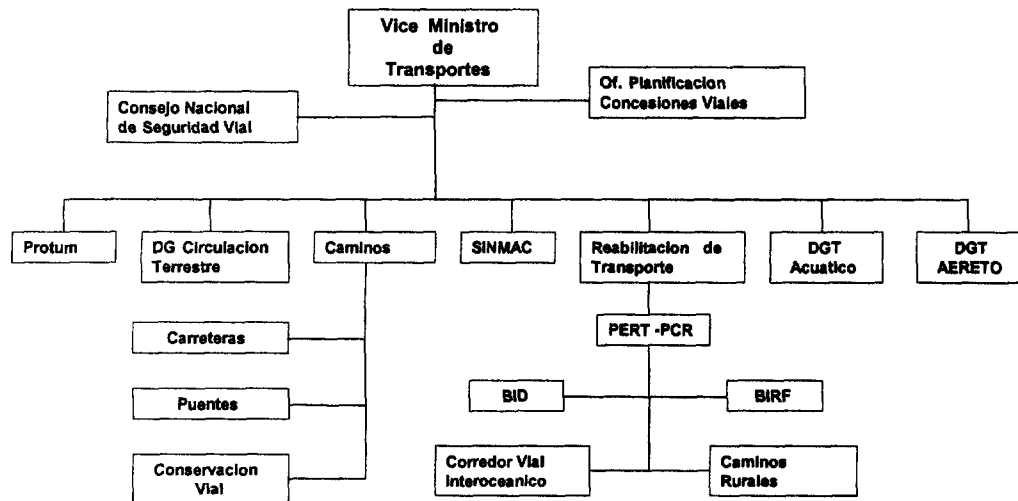 Vice Ministro
de
Transportes
Of. Planificacion
Concesiones Viales
Consejo Nacional
de Seguridad Vial
Protum
DG Circulacion
Terrestre
Caminos
SINMAC
Reabilitacion de
Transporte
DGT
Acuatico
DGT
AERETO
Carreteras
PERT -PCR
Puentes
BID
BIRF
Conservacion
Vial
Corredor Vial
Interoceanico
Caminos
Rurales